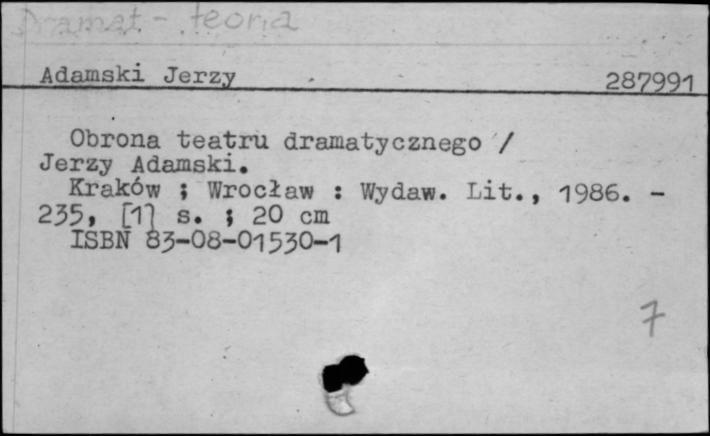 Dramat - teoria
Adamski Jerzy 287991
Obrona teatru dramatycznego /
Jerzy Adamski.
Kraków ; Wrocław : Wydaw. Lit., 1986. -
235, [1] s. ; 20 cm
ISBN 83-08-01530-1
7